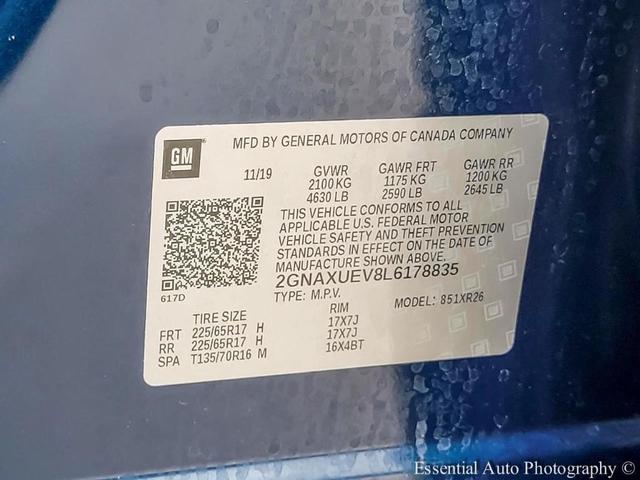 GM
MFD BY GENERAL MOTORS OF CANADA COMPANY
11/19 GVWR GAWR FRT GAWR RR
2100 KG 1175 KG 1200 KG
4630 LB 2590 LB 2645 LB
THIS VEHICLE CONFORMS TO ALL
APPLICABLE U.S. FEDERAL MOTOR
VEHICLE SAFETY AND THEFT PREVENTION
STANDARDS IN EFFECT ON THE DATE OF
MANUFACTURE SHOWN ABOVE.
2GNAXUEV8L6178835
617D TYPE: M.P.V. MODEL: 851XR26
TIRE SIZE RIM
FRT 225/65R17 H 17X7J
RR 225/65R17 H 17X7J
SPA T135/70R16 M 16X4BT
Essential Auto Photography ©